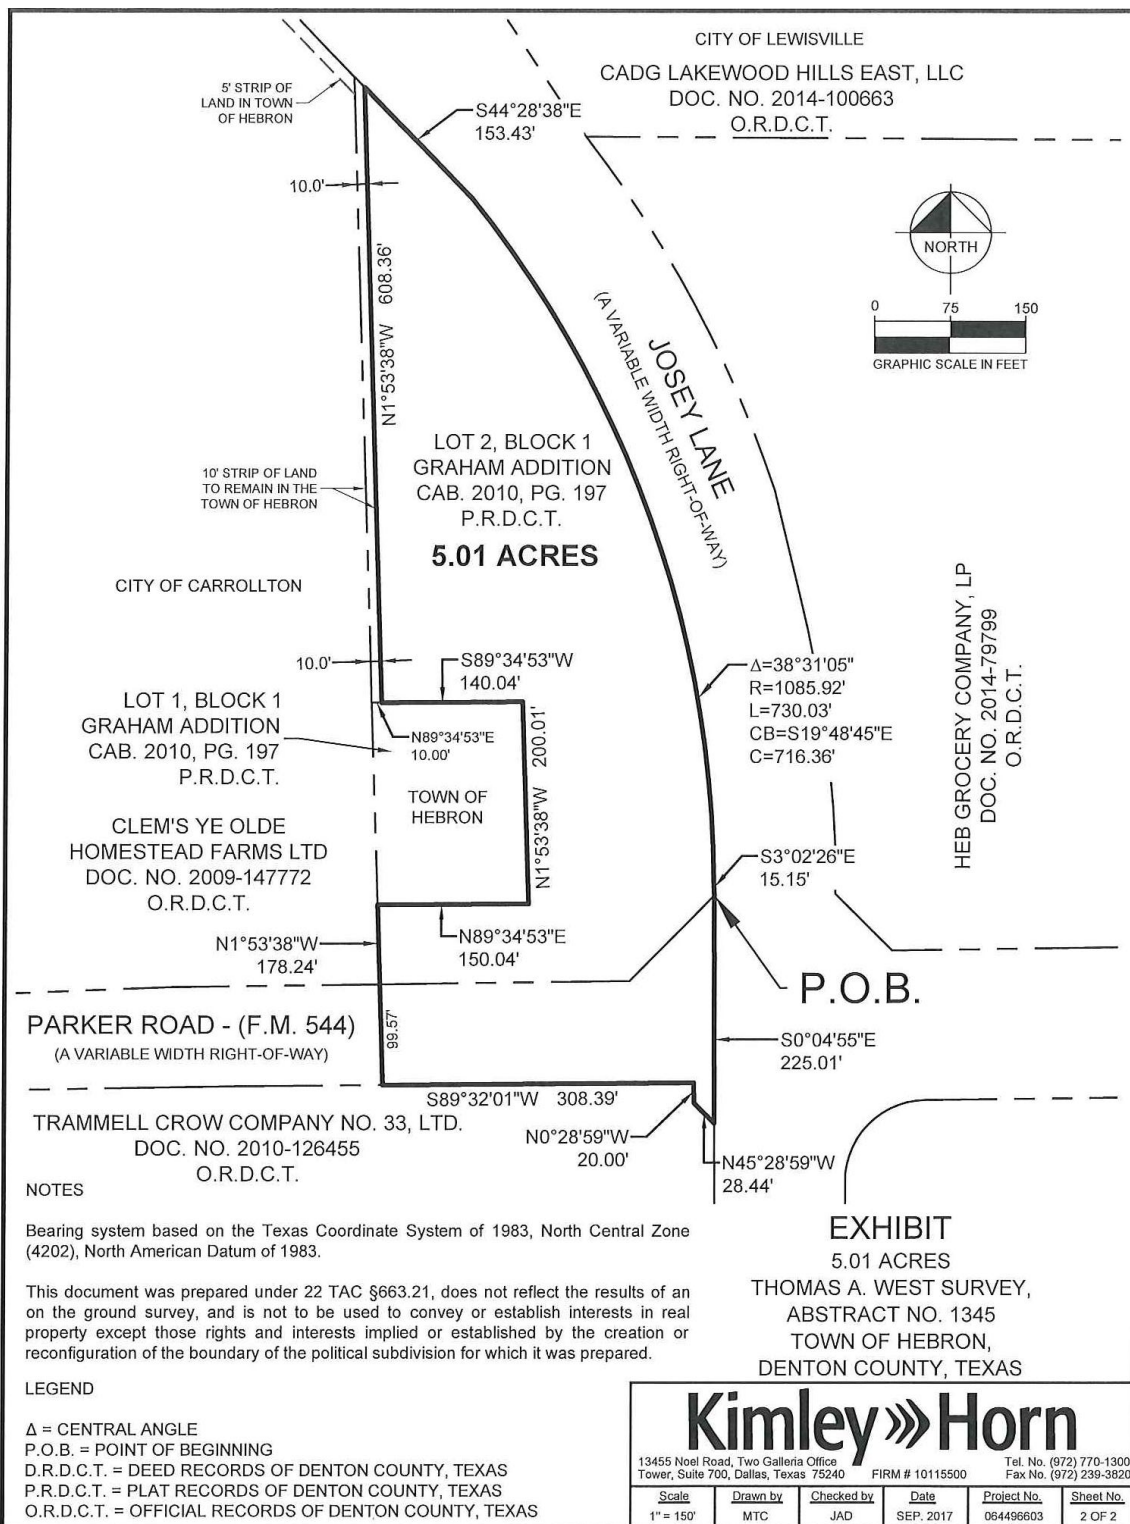 CITY OF LEWISVILLE
CADG LAKEWOOD HILLS EAST, LLC
DOC. NO. 2014-100663
O.R.D.C.T.
5' STRIP OF
LAND IN TOWN
OF HEBRON
S44°28'38"E
153.43'
10.0'
NORTH
0 75 150
GRAPHIC SCALE IN FEET
N1°53'38"W 608.36'
JOSEY LANE
(A VARIABLE WIDTH RIGHT-OF-WAY)
LOT 2, BLOCK 1
GRAHAM ADDITION
CAB. 2010, PG. 197
P.R.D.C.T.
5.01 ACRES
10' STRIP OF LAND
TO REMAIN IN THE
TOWN OF HEBRON
CITY OF CARROLLTON
HEB GROCERY COMPANY, LP
DOC. NO. 2014-79799
O.R.D.C.T.
10.0'
S89°34'53"W
140.04'
Δ=38°31'05"
R=1085.92'
L=730.03'
CB=S19°48'45"E
C=716.36'
LOT 1, BLOCK 1
GRAHAM ADDITION
CAB. 2010, PG. 197
P.R.D.C.T.
N89°34'53"E
10.00'
N1°53'38"W 200.01'
TOWN OF
HEBRON
CLEM'S YE OLDE
HOMESTEAD FARMS LTD
DOC. NO. 2009-147772
O.R.D.C.T.
S3°02'26"E
15.15'
N1°53'38"W
178.24'
N89°34'53"E
150.04'
P.O.B.
PARKER ROAD - (F.M. 544)
(A VARIABLE WIDTH RIGHT-OF-WAY)
99.57'
S0°04'55"E
225.01'
S89°32'01"W 308.39'
TRAMMELL CROW COMPANY NO. 33, LTD.
DOC. NO. 2010-126455
O.R.D.C.T.
N0°28'59"W
20.00'
N45°28'59"W
28.44'
NOTES
Bearing system based on the Texas Coordinate System of 1983, North Central Zone
(4202), North American Datum of 1983.
This document was prepared under 22 TAC §663.21, does not reflect the results of an
on the ground survey, and is not to be used to convey or establish interests in real
property except those rights and interests implied or established by the creation or
reconfiguration of the boundary of the political subdivision for which it was prepared.
LEGEND
Δ = CENTRAL ANGLE
P.O.B. = POINT OF BEGINNING
D.R.D.C.T. = DEED RECORDS OF DENTON COUNTY, TEXAS
P.R.D.C.T. = PLAT RECORDS OF DENTON COUNTY, TEXAS
O.R.D.C.T. = OFFICIAL RECORDS OF DENTON COUNTY, TEXAS
EXHIBIT
5.01 ACRES
THOMAS A. WEST SURVEY,
ABSTRACT NO. 1345
TOWN OF HEBRON,
DENTON COUNTY, TEXAS
Kimley»Horn
13455 Noel Road, Two Galleria Office
Tower, Suite 700, Dallas, Texas 75240
FIRM # 10115500
Tel. No. (972) 770-1300
Fax No. (972) 239-3820
Scale Drawn by Checked by Date Project No. Sheet No.
1" = 150' MTC JAD SEP. 2017 064496603 2 OF 2